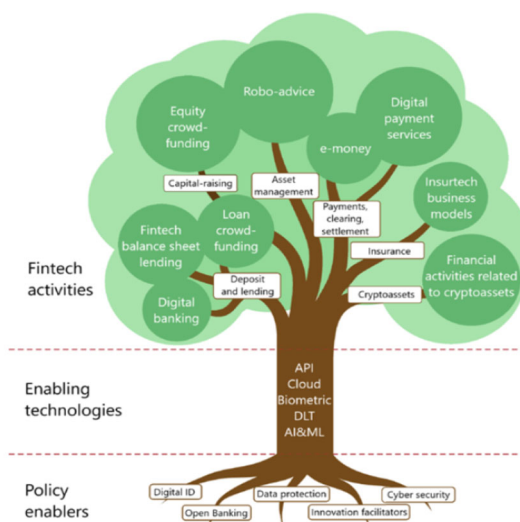 Robo-advice
Equity
crowd-
funding
Digital
payment
services
e-money
Capital-raising
Asset
management
Payments,
clearing,
settlement
Insurtech
business
models
Loan
crowd-
funding
Fintech
balance sheet
lending
Insurance
Financial
activities related
to cryptoassets
Fintech
activities
Deposit
and lending
Cryptoassets
Digital
banking
Enabling
technologies
API
Cloud
Biometric
DLT
AI&ML
Policy
enablers
Digital ID
Data protection
Cyber security
Open Banking
Innovation facilitators